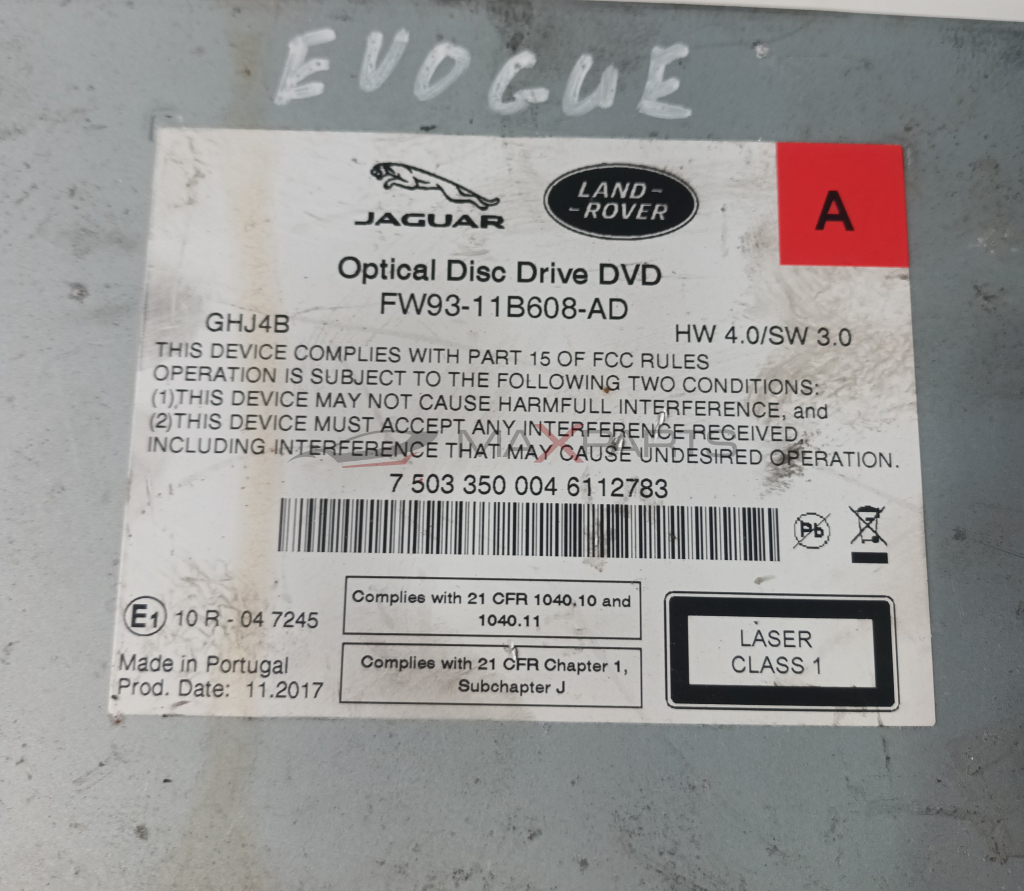 EVOGUE
JAGUAR
LAND-
-ROVER
A
Optical Disc Drive DVD
FW93-11B608-AD
GHJ4B
HW 4.0/SW 3.0
THIS DEVICE COMPLIES WITH PART 15 OF FCC RULES
OPERATION IS SUBJECT TO THE FOLLOWING TWO CONDITIONS:
(1)THIS DEVICE MAY NOT CAUSE HARMFULL INTERFERENCE, and
(2)THIS DEVICE MUST ACCEPT ANY INTERFERENCE RECEIVED,
INCLUDING INTERFERENCE THAT MAY CAUSE UNDESIRED OPERATION.
MAXPARTS
7 503 350 004 6112783
Pb
E1 10 R - 04 7245
Complies with 21 CFR 1040.10 and
1040.11
LASER
CLASS 1
Made in Portugal
Prod. Date: 11.2017
Complies with 21 CFR Chapter 1,
Subchapter J